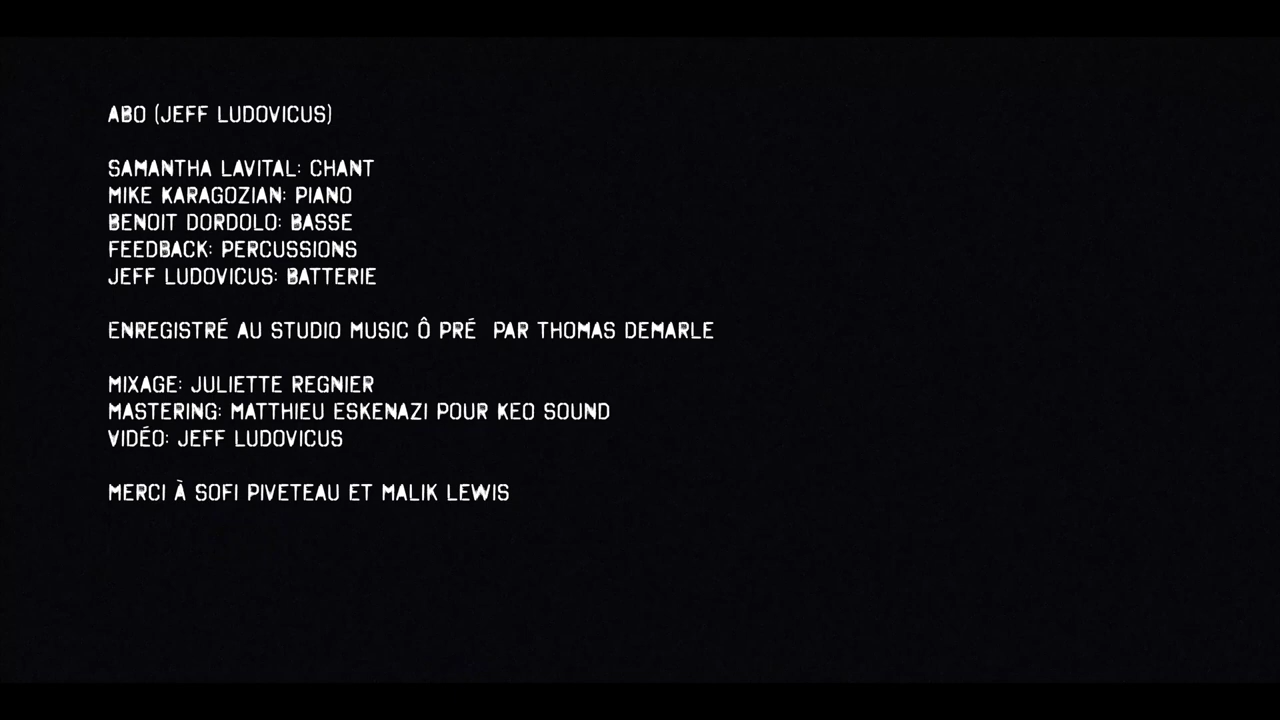 ABO (JEFF LUDOVICUS)
SAMANTHA LAVITAL: CHANT
MIKE KARAGOZIAN: PIANO
BENOIT DORDOLO: BASSE
FEEDBACK: PERCUSSIONS
JEFF LUDOVICUS: BATTERIE
ENREGISTRÉ AU STUDIO MUSIC Ô PRÉ  PAR THOMAS DEMARLE
MIXAGE: JULIETTE REGNIER
MASTERING: MATTHIEU ESKENAZI POUR KEO SOUND
VIDÉO: JEFF LUDOVICUS
MERCI À SOFI PIVETEAU ET MALIK LEWIS